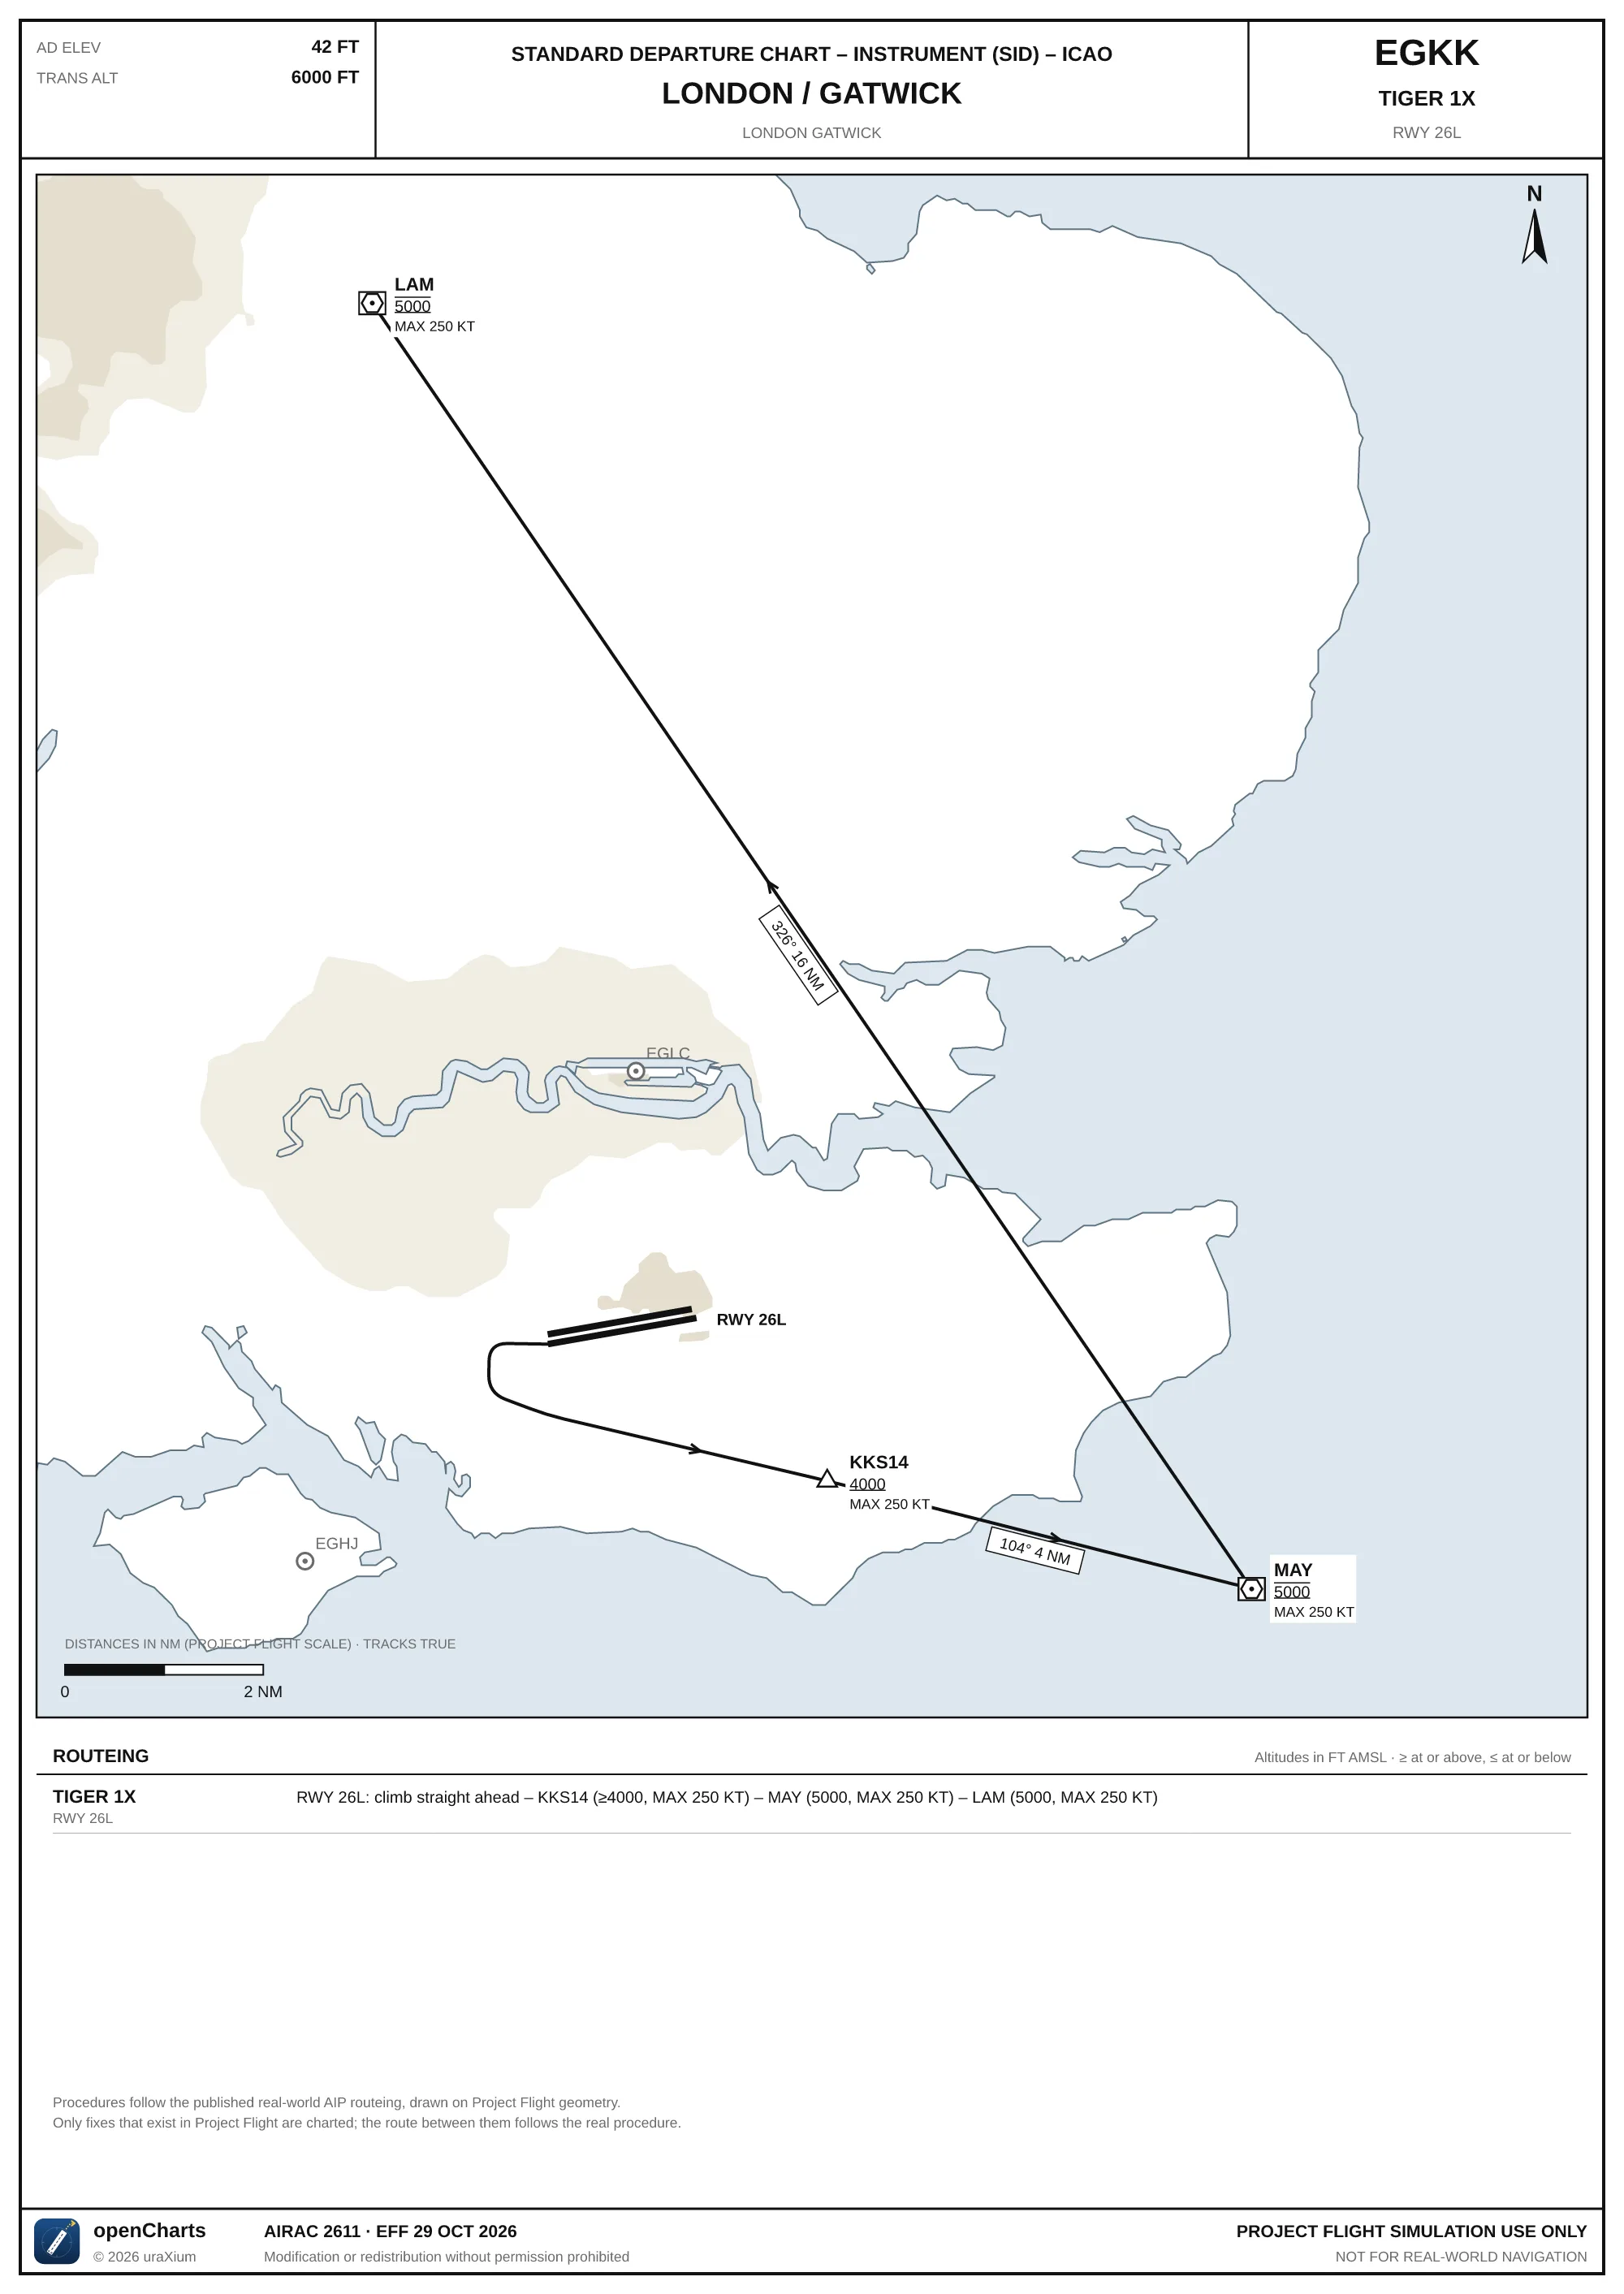 AD ELEV 42 FT
TRANS ALT 6000 FT
STANDARD DEPARTURE CHART – INSTRUMENT (SID) – ICAO
LONDON / GATWICK
LONDON GATWICK
EGKK
TIGER 1X
RWY 26L
N
LAM
5000
MAX 250 KT
326° 16 NM
EGLC
RWY 26L
KKS14
4000
MAX 250 KT
104° 4 NM
EGHJ
MAY
5000
MAX 250 KT
DISTANCES IN NM (PROJECT FLIGHT SCALE) · TRACKS TRUE
0 2 NM
ROUTEING
Altitudes in FT AMSL · ≥ at or above, ≤ at or below
TIGER 1X RWY 26L: climb straight ahead – KKS14 (≥4000, MAX 250 KT) – MAY (5000, MAX 250 KT) – LAM (5000, MAX 250 KT)
RWY 26L
Procedures follow the published real-world AIP routeing, drawn on Project Flight geometry.
Only fixes that exist in Project Flight are charted; the route between them follows the real procedure.
openCharts
© 2026 uraXium
AIRAC 2611 · EFF 29 OCT 2026
Modification or redistribution without permission prohibited
PROJECT FLIGHT SIMULATION USE ONLY
NOT FOR REAL-WORLD NAVIGATION